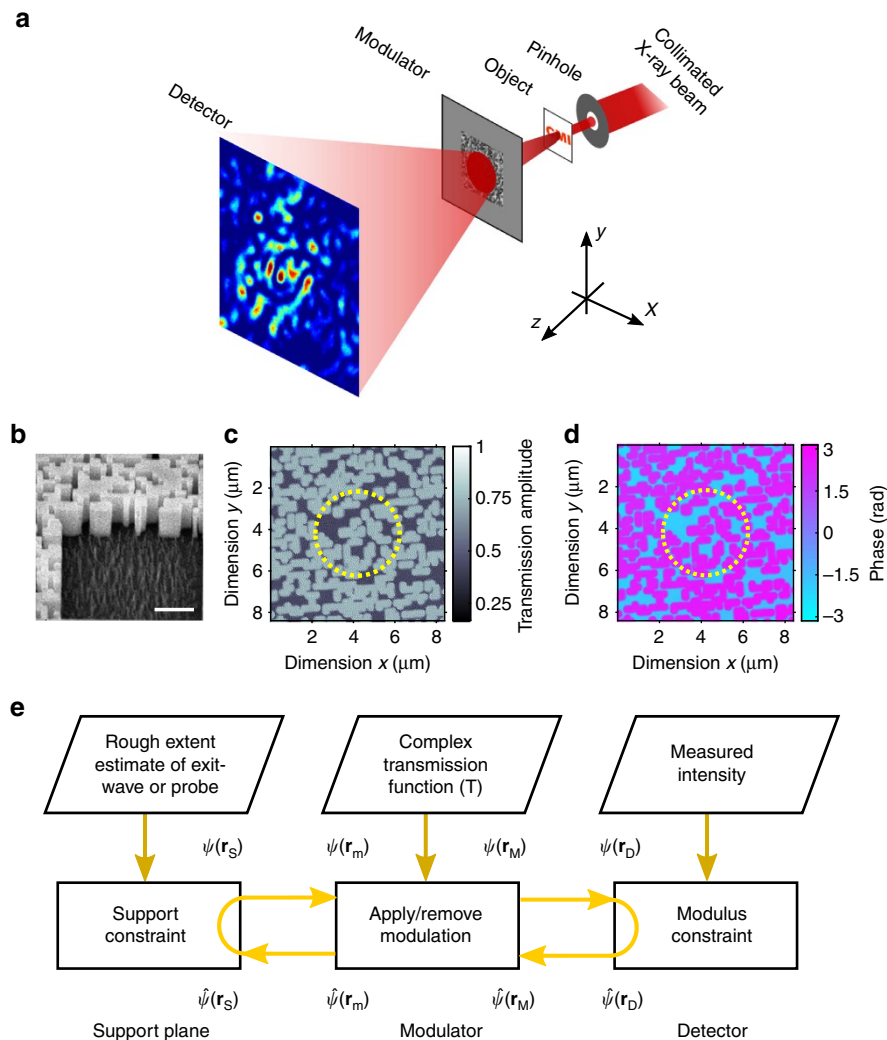 a
Collimated
X-ray beam
Pinhole
Object
Modulator
Detector
CMI
y
x
z
b
c
d
1
0.75
0.5
0.25
Transmission amplitude
2
4
6
8
Dimension y (μm)
2 4 6 8
Dimension x (μm)
3
1.5
0
−1.5
−3
Phase (rad)
2
4
6
8
Dimension y (μm)
2 4 6 8
Dimension x (μm)
e
Rough extent
estimate of exit-
wave or probe
Complex
transmission
function (T)
Measured
intensity
ψ(r_S) ψ(r_m) ψ(r_M) ψ(r_D)
Support
constraint
Apply/remove
modulation
Modulus
constraint
ψ̂(r_S) ψ̂(r_m) ψ̂(r_M) ψ̂(r_D)
Support plane Modulator Detector